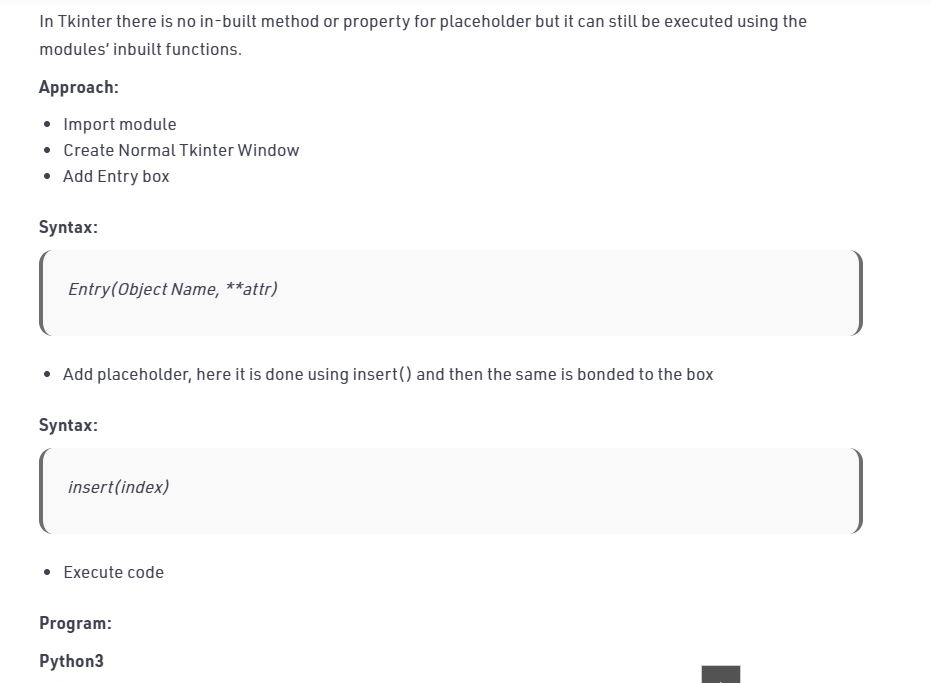 In Tkinter there is no in-built method or property for placeholder but it can still be executed using the
modules' inbuilt functions.
Approach:
• Import module
• Create Normal Tkinter Window
• Add Entry box
Syntax:
Entry(Object Name, **attr)
• Add placeholder, here it is done using insert() and then the same is bonded to the box
Syntax:
insert(index)
• Execute code
Program:
Python3